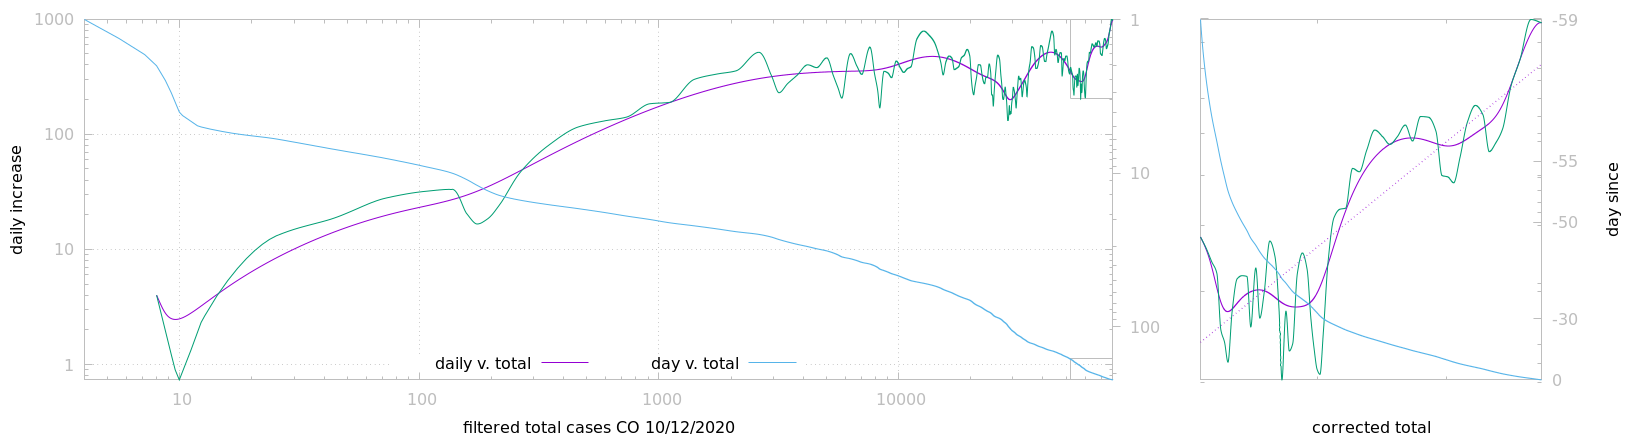 1000
100
10
1
daily increase
10
100
1000
10000
filtered total cases CO 10/12/2020
daily v. total
day v. total
1
10
100
-59
-55
-50
-30
0
day since
corrected total